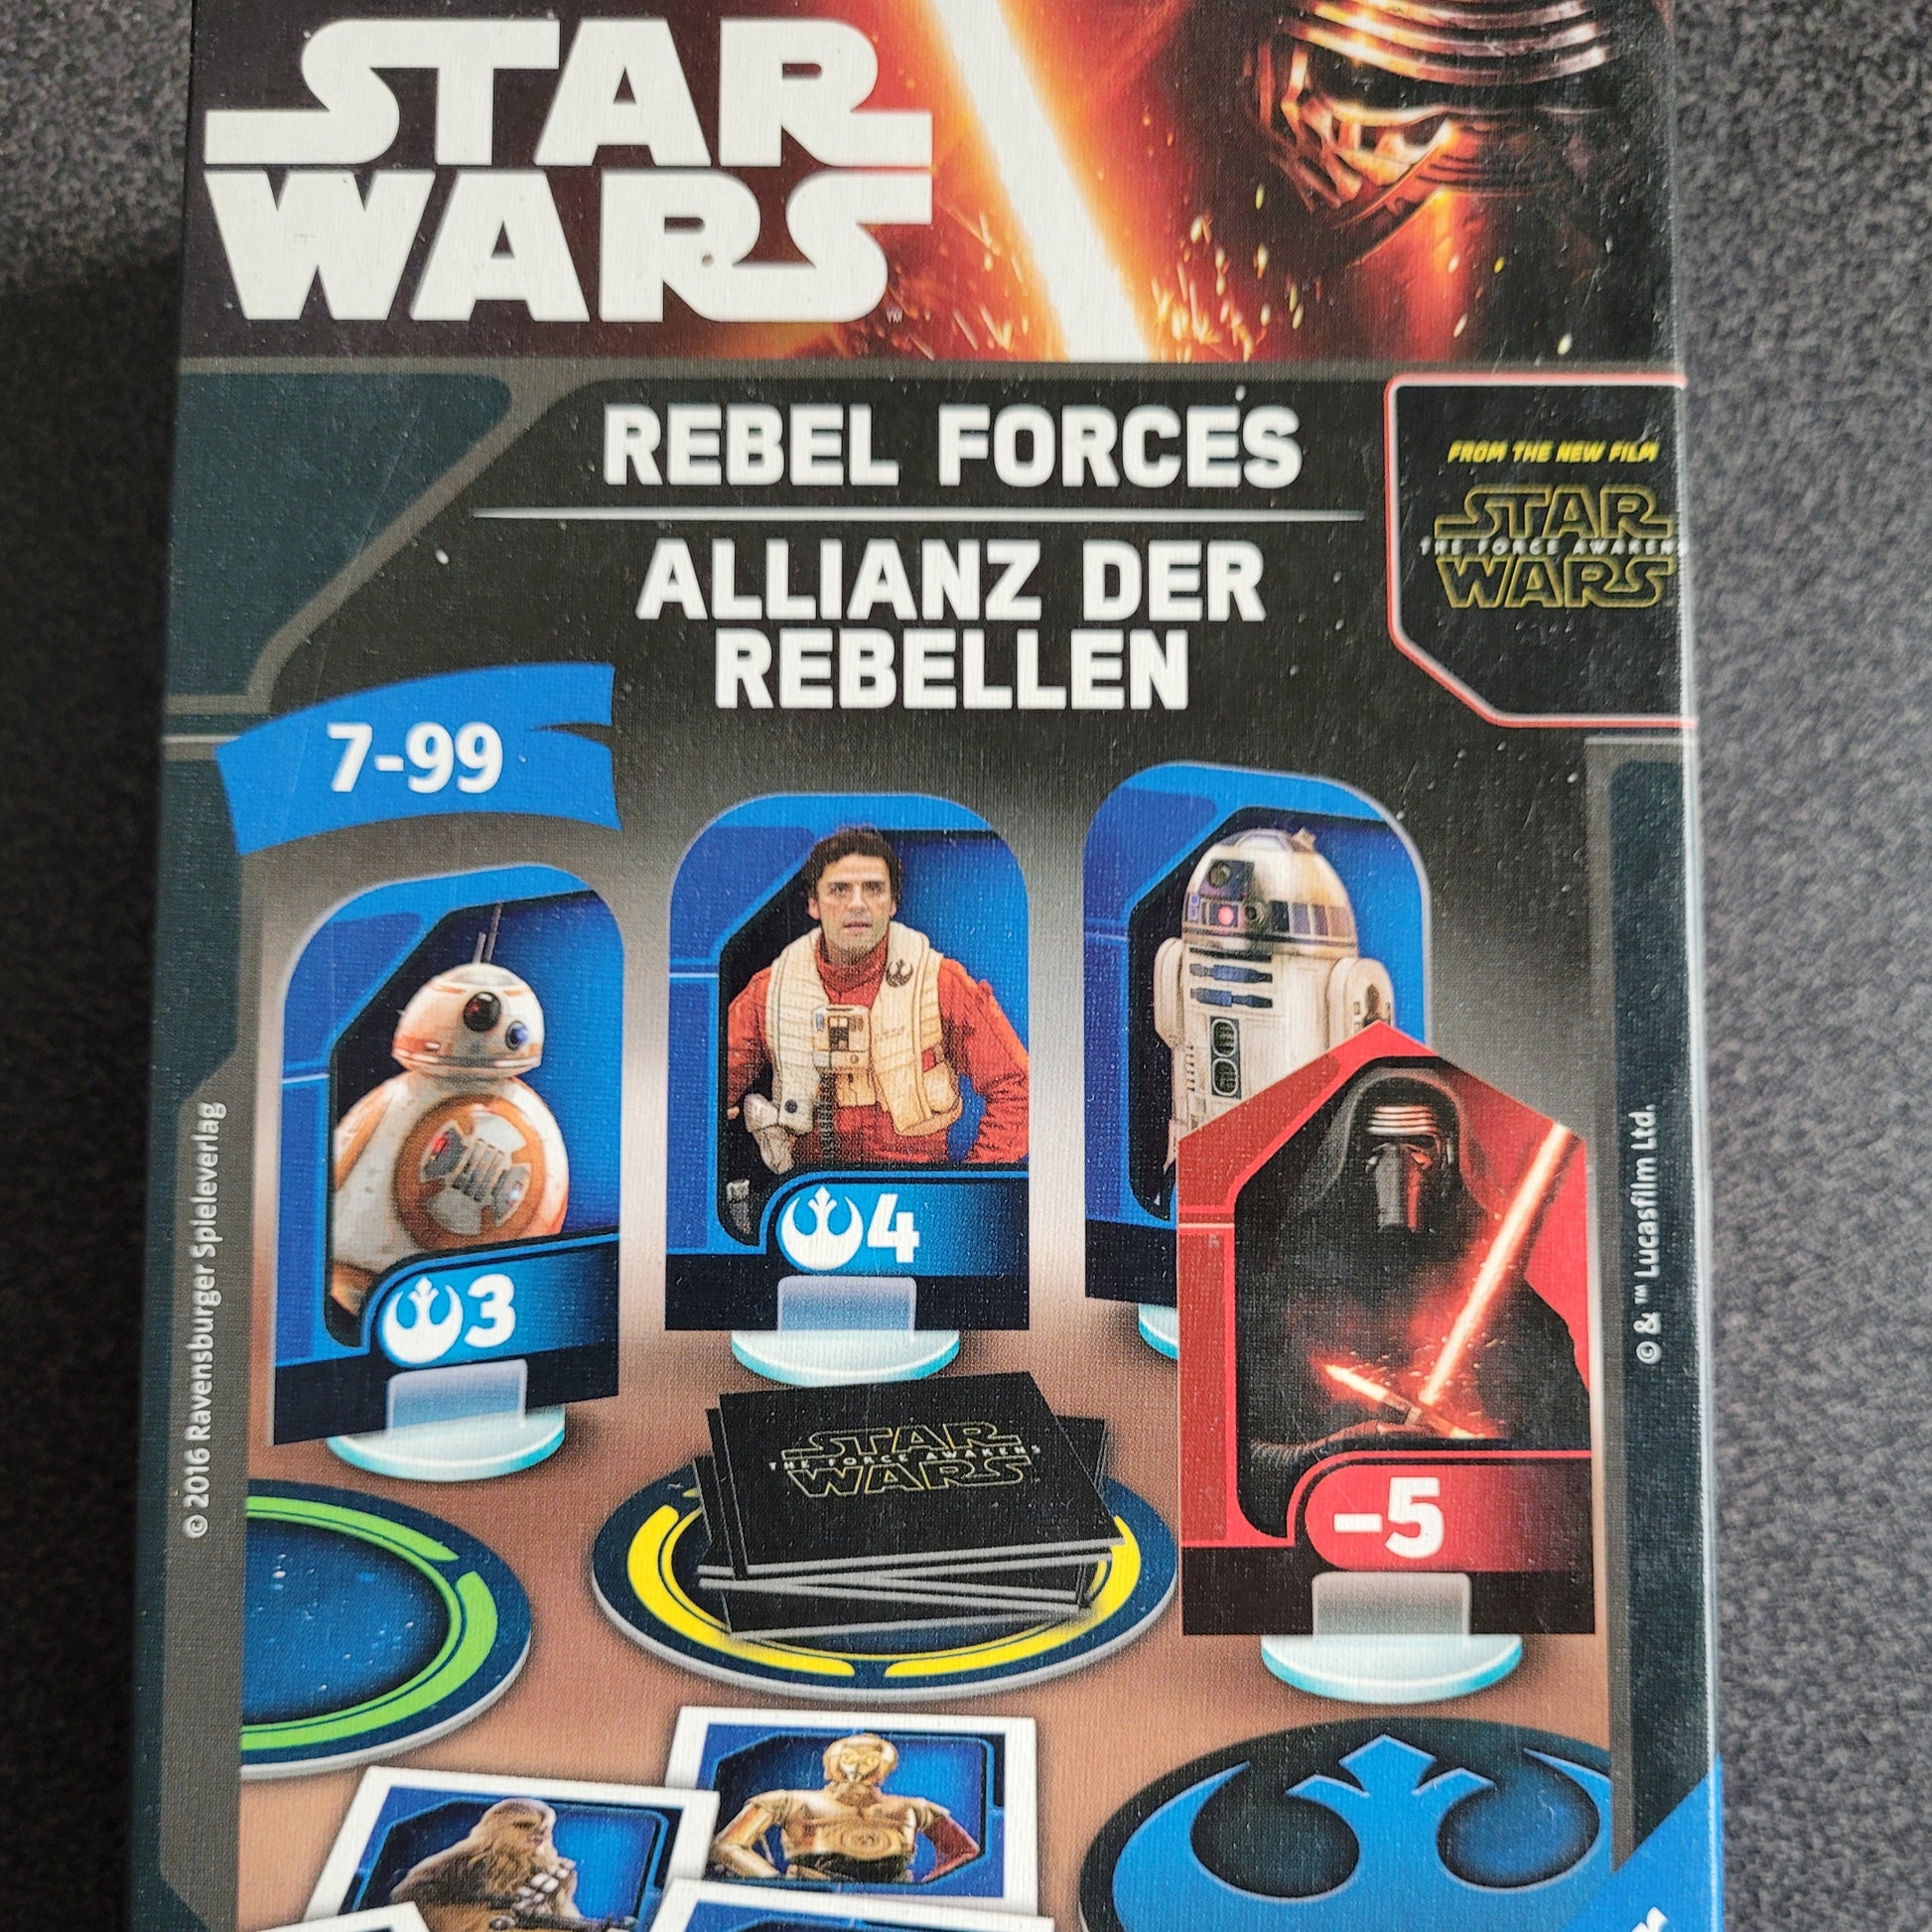 STAR
WARS
REBEL FORCES
ALLIANZ DER
REBELLEN
FROM THE NEW FILM
STAR
THE FORCE AWAKENS
WARS
7-99
3
4
-5
STAR
THE FORCE AWAKENS
WARS
© 2016 Ravensburger Spieleverlag
© & ™ Lucasfilm Ltd.